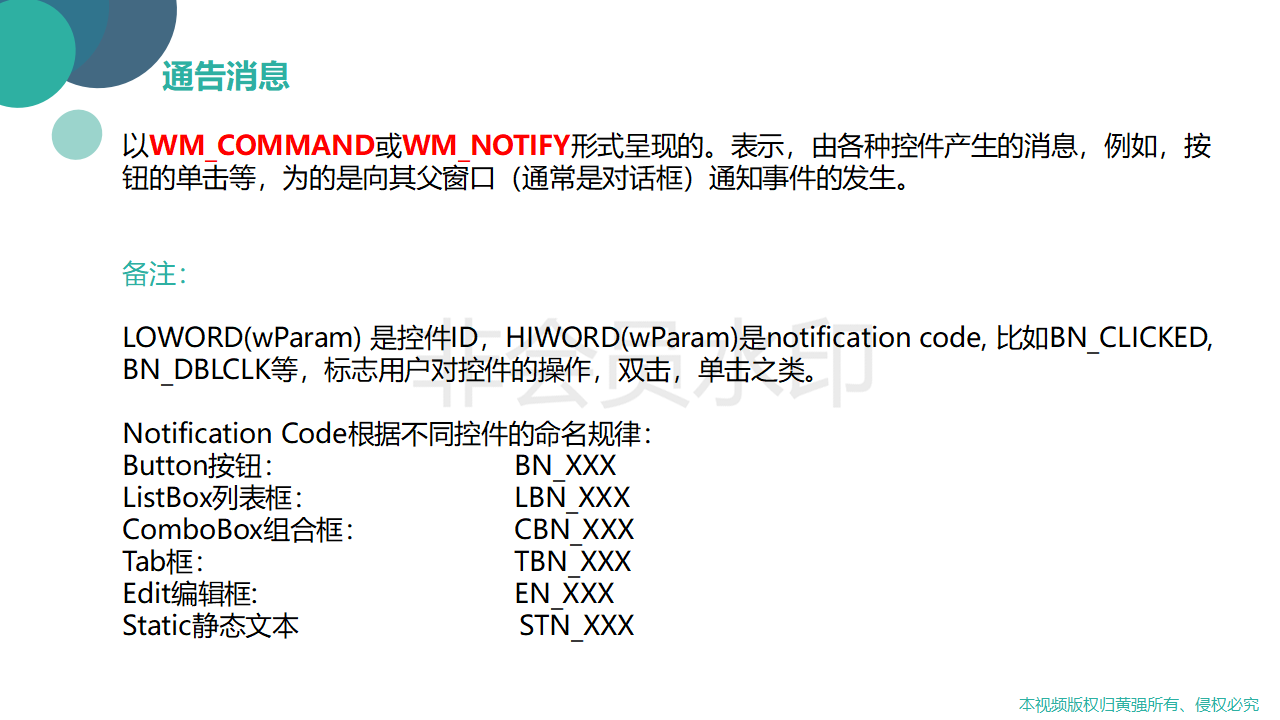 通告消息
以WM_COMMAND或WM_NOTIFY形式呈现的。表示，由各种控件产生的消息，例如，按
钮的单击等，为的是向其父窗口（通常是对话框）通知事件的发生。
备注：
LOWORD(wParam) 是控件ID，HIWORD(wParam)是notification code, 比如BN_CLICKED,
BN_DBLCLK等，标志用户对控件的操作，双击，单击之类。
非会员水印
Notification Code根据不同控件的命名规律：
Button按钮： BN_XXX
ListBox列表框： LBN_XXX
ComboBox组合框： CBN_XXX
Tab框： TBN_XXX
Edit编辑框: EN_XXX
Static静态文本 STN_XXX
本视频版权归黄强所有、侵权必究